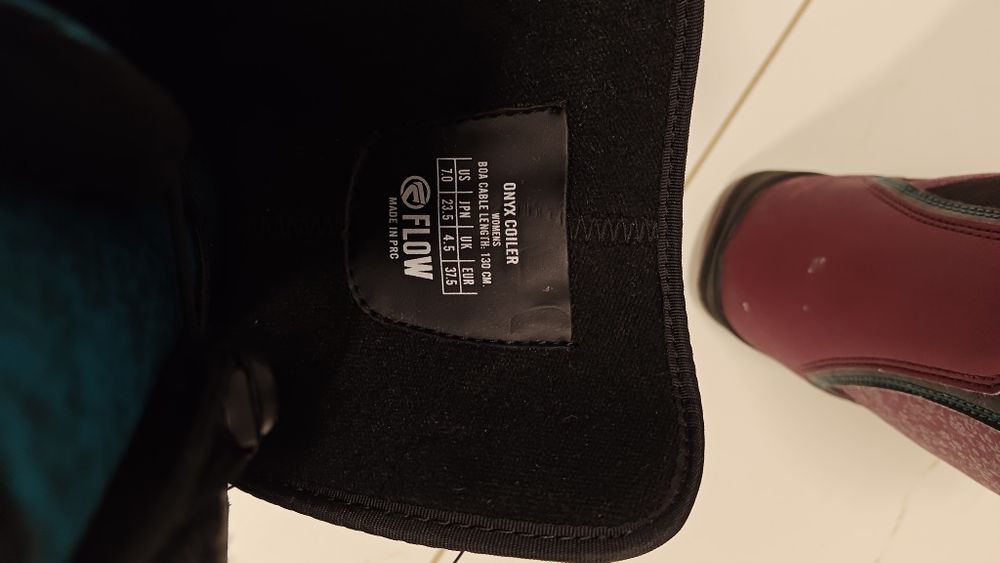 ONYX COILER
WOMENS
BOA CABLE LENGTH: 130 CM.
US JPN UK EUR
7.0 23.5 4.5 37.5
FLOW
MADE IN PRC